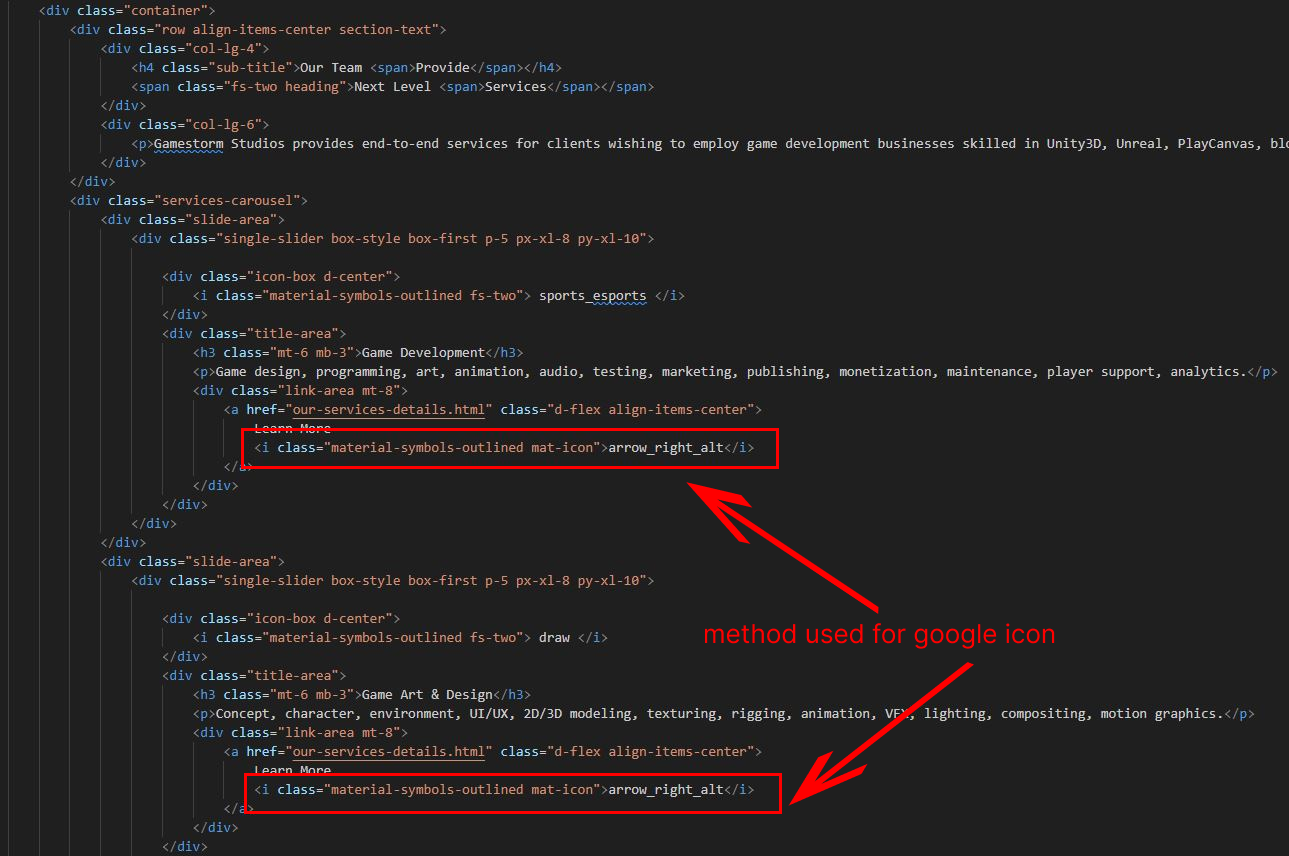 <div class="container">
<div class="row align-items-center section-text">
<div class="col-lg-4">
<h4 class="sub-title">Our Team <span>Provide</span></h4>
<span class="fs-two heading">Next Level <span>Services</span></span>
</div>
<div class="col-lg-6">
<p>Gamestorm Studios provides end-to-end services for clients wishing to employ game development businesses skilled in Unity3D, Unreal, PlayCanvas, blo
</div>
</div>
<div class="services-carousel">
<div class="slide-area">
<div class="single-slider box-style box-first p-5 px-xl-8 py-xl-10">
<div class="icon-box d-center">
<i class="material-symbols-outlined fs-two"> sports_esports </i>
</div>
<div class="title-area">
<h3 class="mt-6 mb-3">Game Development</h3>
<p>Game design, programming, art, animation, audio, testing, marketing, publishing, monetization, maintenance, player support, analytics.</p>
<div class="link-area mt-8">
<a href="our-services-details.html" class="d-flex align-items-center">
Learn More
<i class="material-symbols-outlined mat-icon">arrow_right_alt</i>
</a>
</div>
</div>
</div>
</div>
<div class="slide-area">
<div class="single-slider box-style box-first p-5 px-xl-8 py-xl-10">
<div class="icon-box d-center">
<i class="material-symbols-outlined fs-two"> draw </i>
method used for google icon
</div>
<div class="title-area">
<h3 class="mt-6 mb-3">Game Art & Design</h3>
<p>Concept, character, environment, UI/UX, 2D/3D modeling, texturing, rigging, animation, VFX, lighting, compositing, motion graphics.</p>
<div class="link-area mt-8">
<a href="our-services-details.html" class="d-flex align-items-center">
Learn More
<i class="material-symbols-outlined mat-icon">arrow_right_alt</i>
</a>
</div>
</div>